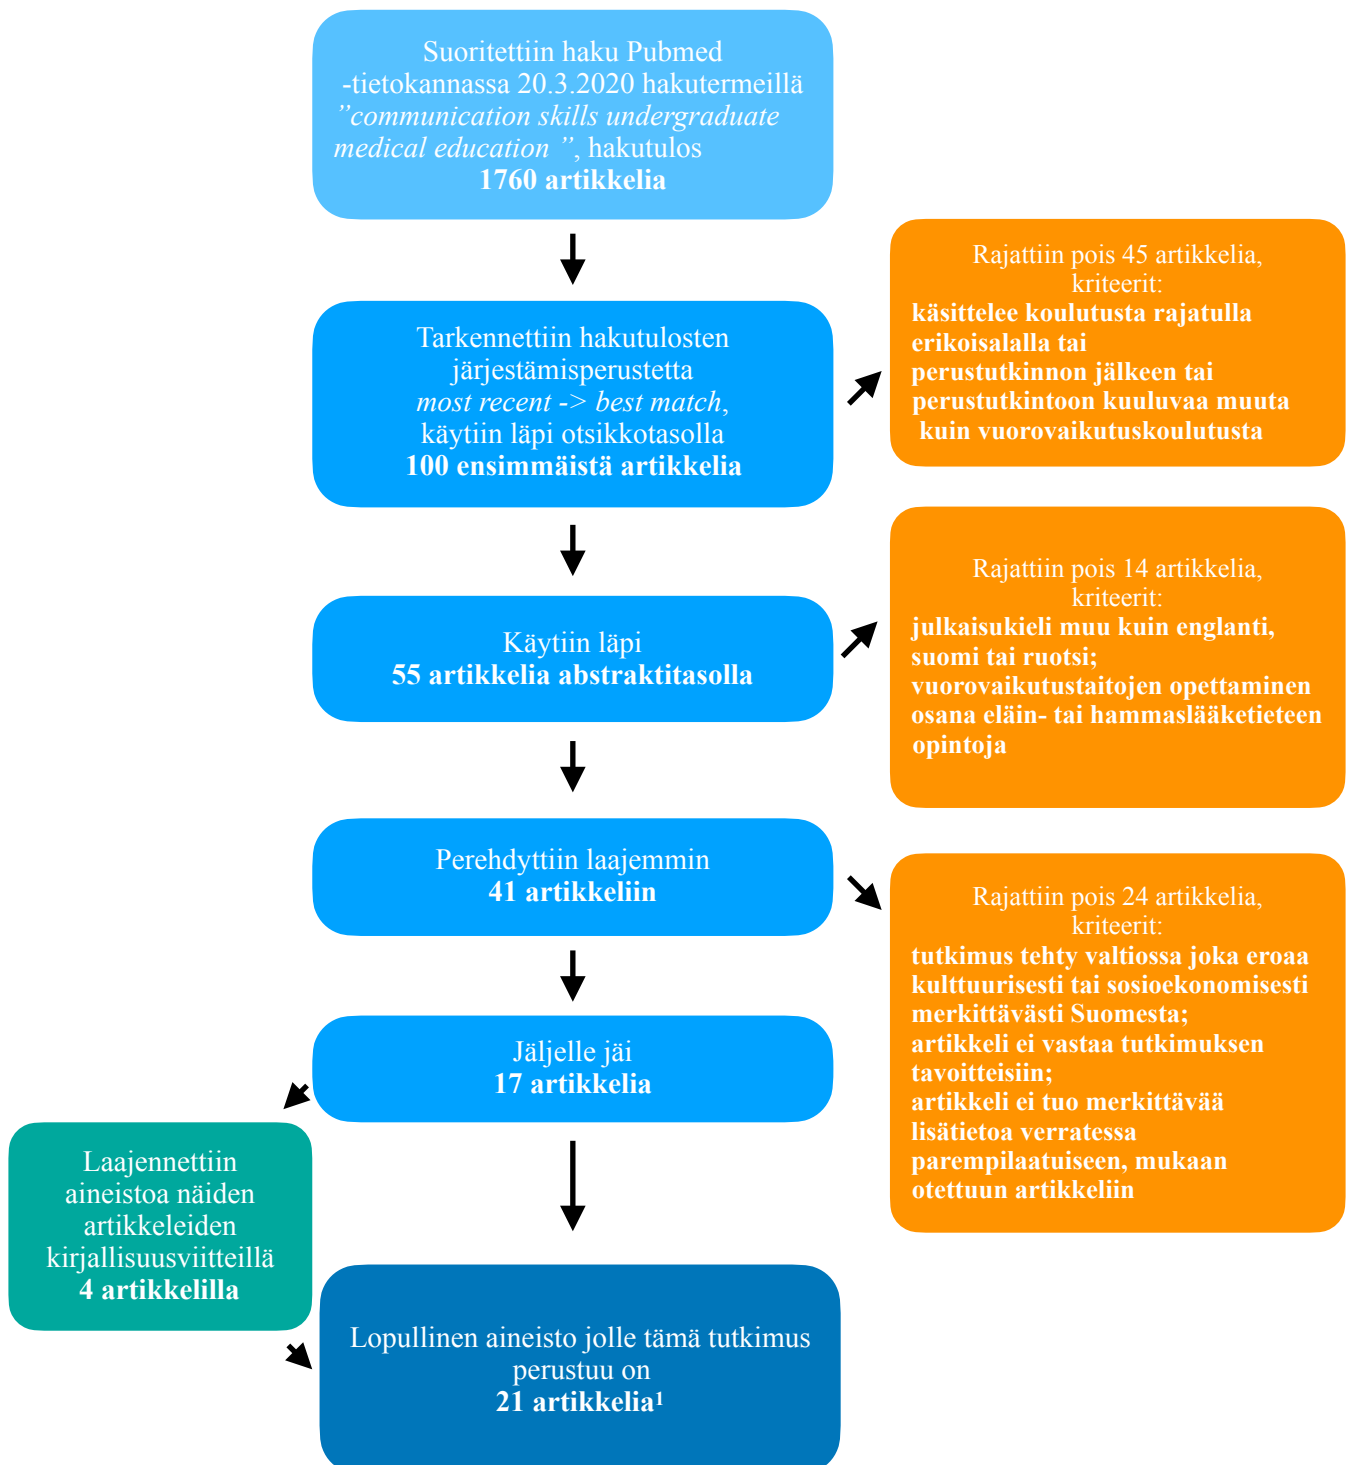 Suoritettiin haku Pubmed
-tietokannassa 20.3.2020 hakutermeillä
”communication skills undergraduate
medical education ”, hakutulos
1760 artikkelia
Tarkennettiin hakutulosten
järjestämisperustetta
most recent -> best match,
käytiin läpi otsikkotasolla
100 ensimmäistä artikkelia
Rajattiin pois 45 artikkelia,
kriteerit:
käsittelee koulutusta rajatulla
erikoisalalla tai
perustutkinnon jälkeen tai
perustutkintoon kuuluvaa muuta
kuin vuorovaikutuskoulutusta
Käytiin läpi
55 artikkelia abstraktitasolla
Rajattiin pois 14 artikkelia,
kriteerit:
julkaisukieli muu kuin englanti,
suomi tai ruotsi;
vuorovaikutustaitojen opettaminen
osana eläin- tai hammaslääketieteen
opintoja
Perehdyttiin laajemmin
41 artikkeliin
Rajattiin pois 24 artikkelia,
kriteerit:
tutkimus tehty valtiossa joka eroaa
kulttuurisesti tai sosioekonomisesti
merkittävästi Suomesta;
artikkeli ei vastaa tutkimuksen
tavoitteisiin;
artikkeli ei tuo merkittävää
lisätietoa verratessa
parempilaatuiseen, mukaan
otettuun artikkeliin
Jäljelle jäi
17 artikkelia
Laajennettiin
aineistoa näiden
artikkeleiden
kirjallisuusviitteillä
4 artikkelilla
Lopullinen aineisto jolle tämä tutkimus
perustuu on
21 artikkelia¹